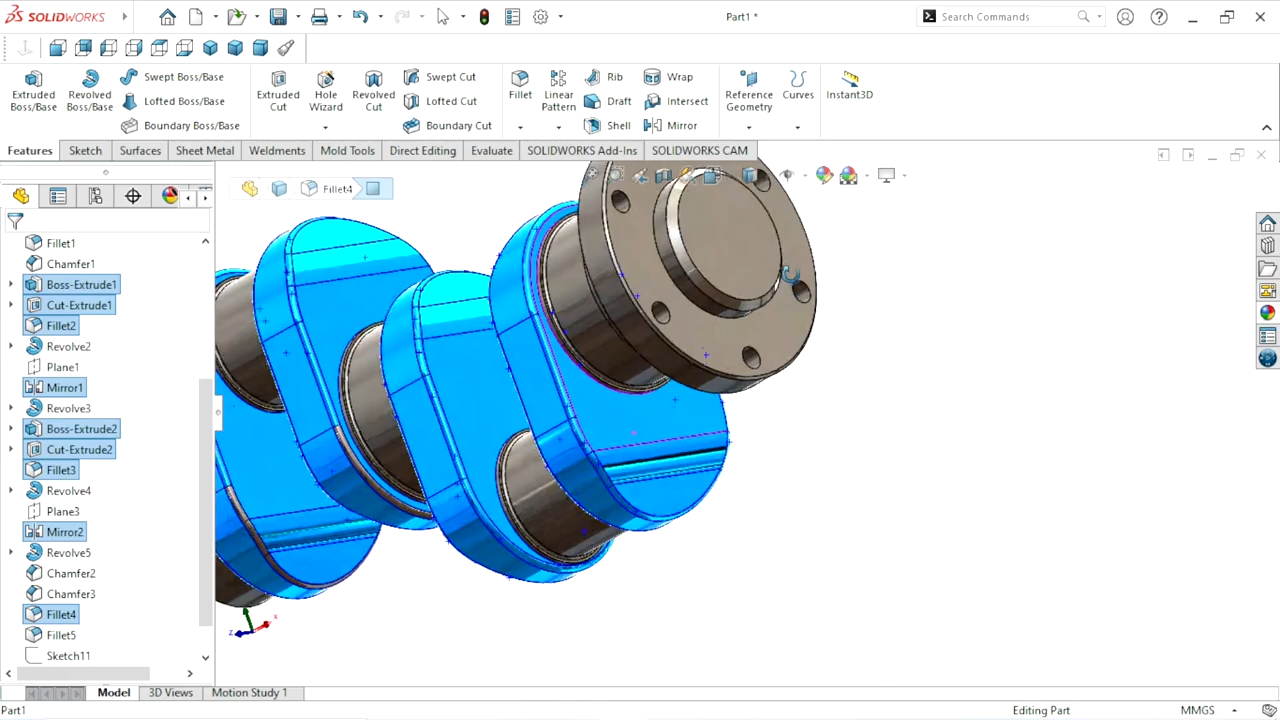 SOLIDWORKS
Part1 *
Search Commands
Extruded Boss/Base
Revolved Boss/Base
Swept Boss/Base
Lofted Boss/Base
Boundary Boss/Base
Extruded Cut
Hole Wizard
Revolved Cut
Swept Cut
Lofted Cut
Boundary Cut
Fillet
Linear Pattern
Rib
Draft
Shell
Wrap
Intersect
Mirror
Reference Geometry
Curves
Instant3D
Features
Sketch
Surfaces
Sheet Metal
Weldments
Mold Tools
Direct Editing
Evaluate
SOLIDWORKS Add-Ins
SOLIDWORKS CAM
Fillet4
Fillet1
Chamfer1
Boss-Extrude1
Cut-Extrude1
Fillet2
Revolve2
Plane1
Mirror1
Revolve3
Boss-Extrude2
Cut-Extrude2
Fillet3
Revolve4
Plane3
Mirror2
Revolve5
Chamfer2
Chamfer3
Fillet4
Fillet5
Sketch11
z
x
Model
3D Views
Motion Study 1
Part1
Editing Part
MMGS